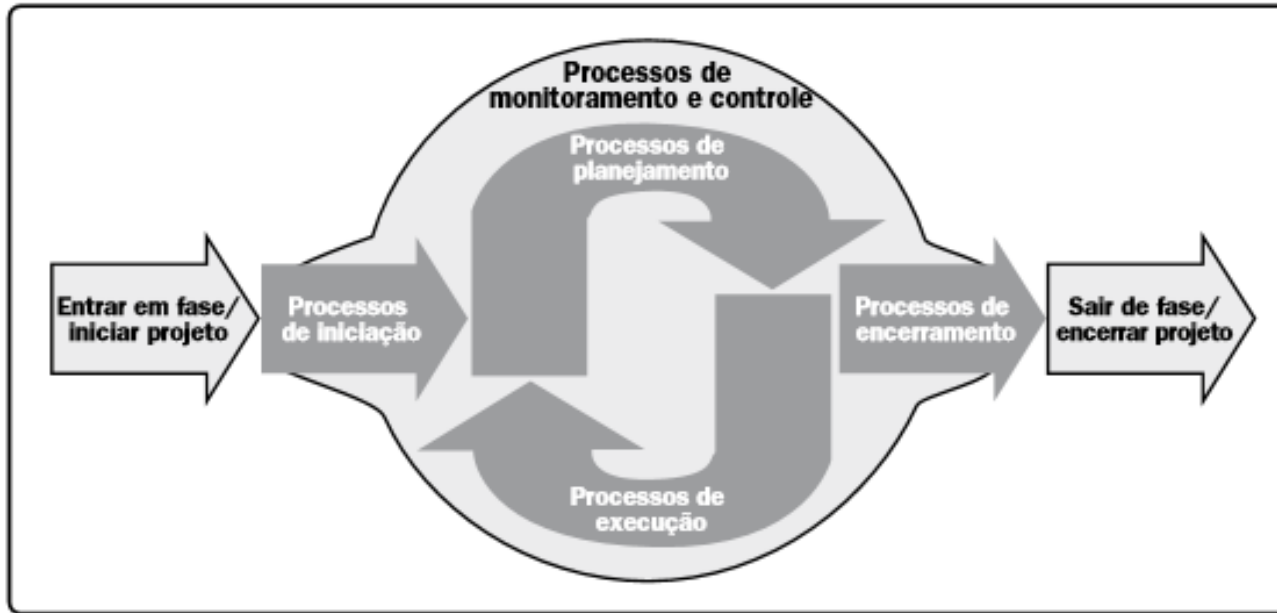 Processos de
monitoramento e controle
Processos de
planejamento
Entrar em fase/
iniciar projeto
Processos
de iniciação
Processos de
encerramento
Sair de fase/
encerrar projeto
Processos de
execução